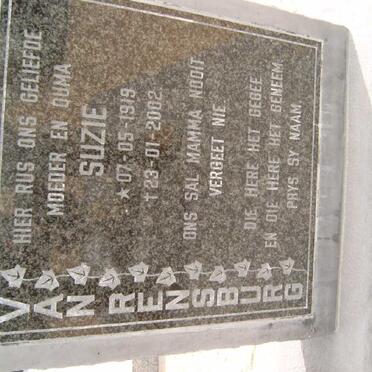 VAN RENSBURG
HIER RUS ONS GELIEFDE
MOEDER EN OUMA
SUZIE
★ 07-05-1919
† 23-01-2002
ONS SAL MAMMA NOOIT
VERGEET NIE
DIE HERE HET GEGEE
EN DIE HERE HET GENEEM
PRYS SY NAAM